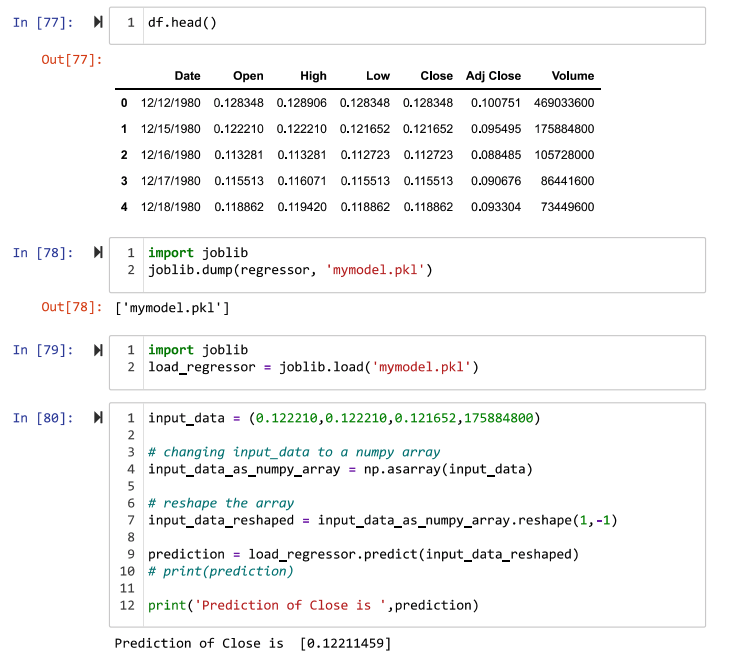 In [77]: 1 df.head()
Out[77]:
Date Open High Low Close Adj Close Volume
0 12/12/1980 0.128348 0.128906 0.128348 0.128348 0.100751 469033600
1 12/15/1980 0.122210 0.122210 0.121652 0.121652 0.095495 175884800
2 12/16/1980 0.113281 0.113281 0.112723 0.112723 0.088485 105728000
3 12/17/1980 0.115513 0.116071 0.115513 0.115513 0.090676 86441600
4 12/18/1980 0.118862 0.119420 0.118862 0.118862 0.093304 73449600
In [78]: 1 import joblib
2 joblib.dump(regressor, 'mymodel.pkl')
Out[78]: ['mymodel.pkl']
In [79]: 1 import joblib
2 load_regressor = joblib.load('mymodel.pkl')
In [80]: 1 input_data = (0.122210,0.122210,0.121652,175884800)
2
3 # changing input_data to a numpy array
4 input_data_as_numpy_array = np.asarray(input_data)
5
6 # reshape the array
7 input_data_reshaped = input_data_as_numpy_array.reshape(1,-1)
8
9 prediction = load_regressor.predict(input_data_reshaped)
10 # print(prediction)
11
12 print('Prediction of Close is ',prediction)
Prediction of Close is  [0.12211459]